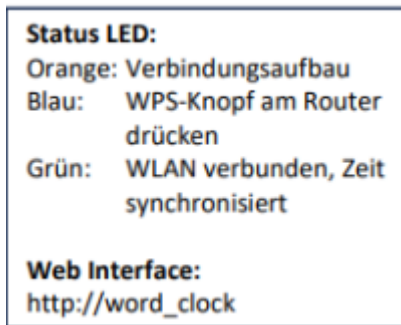 Status LED:
Orange: Verbindungsaufbau
Blau: WPS-Knopf am Router
drücken
Grün: WLAN verbunden, Zeit
synchronisiert
Web Interface:
http://word_clock